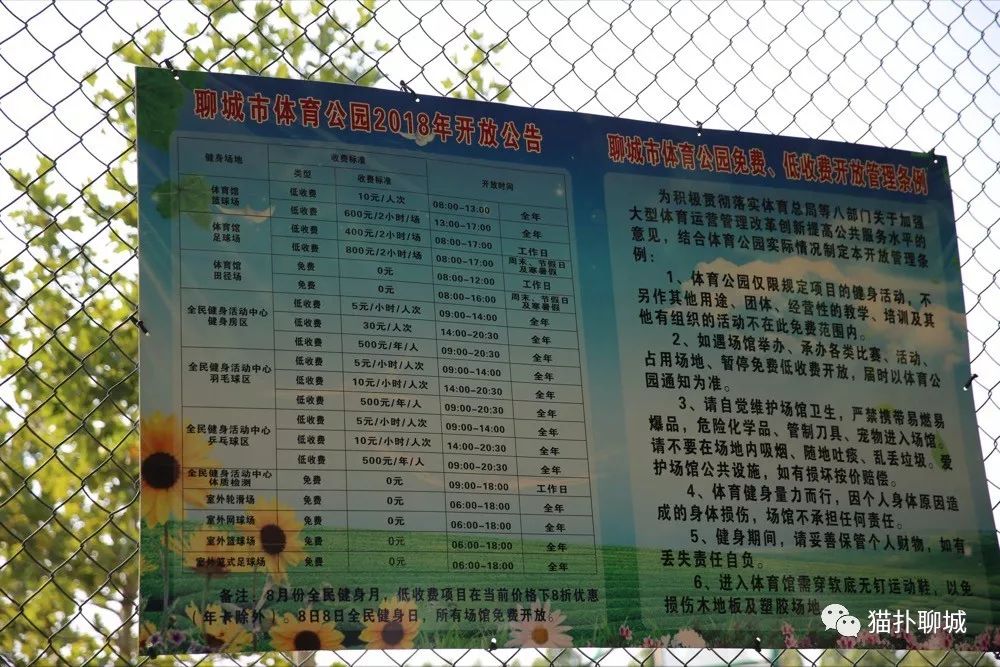 聊城市体育公园2018年开放公告
健身场地 收费标准 开放时间
类型 收费标准
体育馆篮球场 低收费 10元/人次 08:00-13:00 全年
低收费 600元/2小时/场 13:00-17:00 全年
体育馆足球场 低收费 400元/2小时/场 08:00-17:00 工作日
低收费 800元/2小时/场 08:00-17:00 周末、节假日及寒暑假
体育馆田径场 免费 0元 08:00-12:00 工作日
免费 0元 08:00-16:00 周末、节假日及寒暑假
全民健身活动中心健身房区 低收费 5元/小时/人次 09:00-14:00 全年
低收费 30元/人次 14:00-20:30 全年
低收费 500元/年/人 09:00-20:30 全年
全民健身活动中心羽毛球区 低收费 5元/小时/人次 09:00-14:00 全年
低收费 10元/小时/人次 14:00-20:30 全年
低收费 500元/年/人 09:00-20:30 全年
全民健身活动中心乒乓球区 低收费 5元/小时/人次 09:00-14:00 全年
低收费 10元/小时/人次 14:00-20:30 全年
低收费 500元/年/人 09:00-20:30 全年
全民健身活动中心体质检测 免费 0元 09:00-18:00 工作日
室外轮滑场 免费 0元 06:00-18:00 全年
室外网球场 免费 0元 06:00-18:00 全年
室外篮球场 免费 0元 06:00-18:00 全年
室外笼式足球场 免费 0元 06:00-18:00 全年
备注：8月份全民健身月，低收费项目在当前价格下8折优惠
（年卡除外）。8日8日全民健身日，所有场馆免费开放。
聊城市体育公园免费、低收费开放管理条例
为积极贯彻落实体育总局等八部门关于加强
大型体育运营管理改革创新提高公共服务水平的
意见，结合体育公园实际情况制定本开放管理条
例：
1、体育公园仅限规定项目的健身活动，不
另作其他用途、团体、经营性的教学、培训及其
他有组织的活动不在此免费范围内。
2、如遇场馆举办、承办各类比赛、活动、
占用场地、暂停免费低收费开放，届时以体育公
园通知为准。
3、请自觉维护场馆卫生，严禁携带易燃易
爆品，危险化学品、管制刀具、宠物进入场馆。
请不要在场地内吸烟、随地吐痰、乱丢垃圾。爱
护场馆公共设施，如有损坏按价赔偿。
4、体育健身量力而行，因个人身体原因造
成的身体损伤，场馆不承担任何责任。
5、健身期间，请妥善保管个人财物，如有
丢失责任自负。
6、进入体育馆需穿软底无钉运动鞋，以免
损伤木地板及塑胶场地。
猫扑聊城